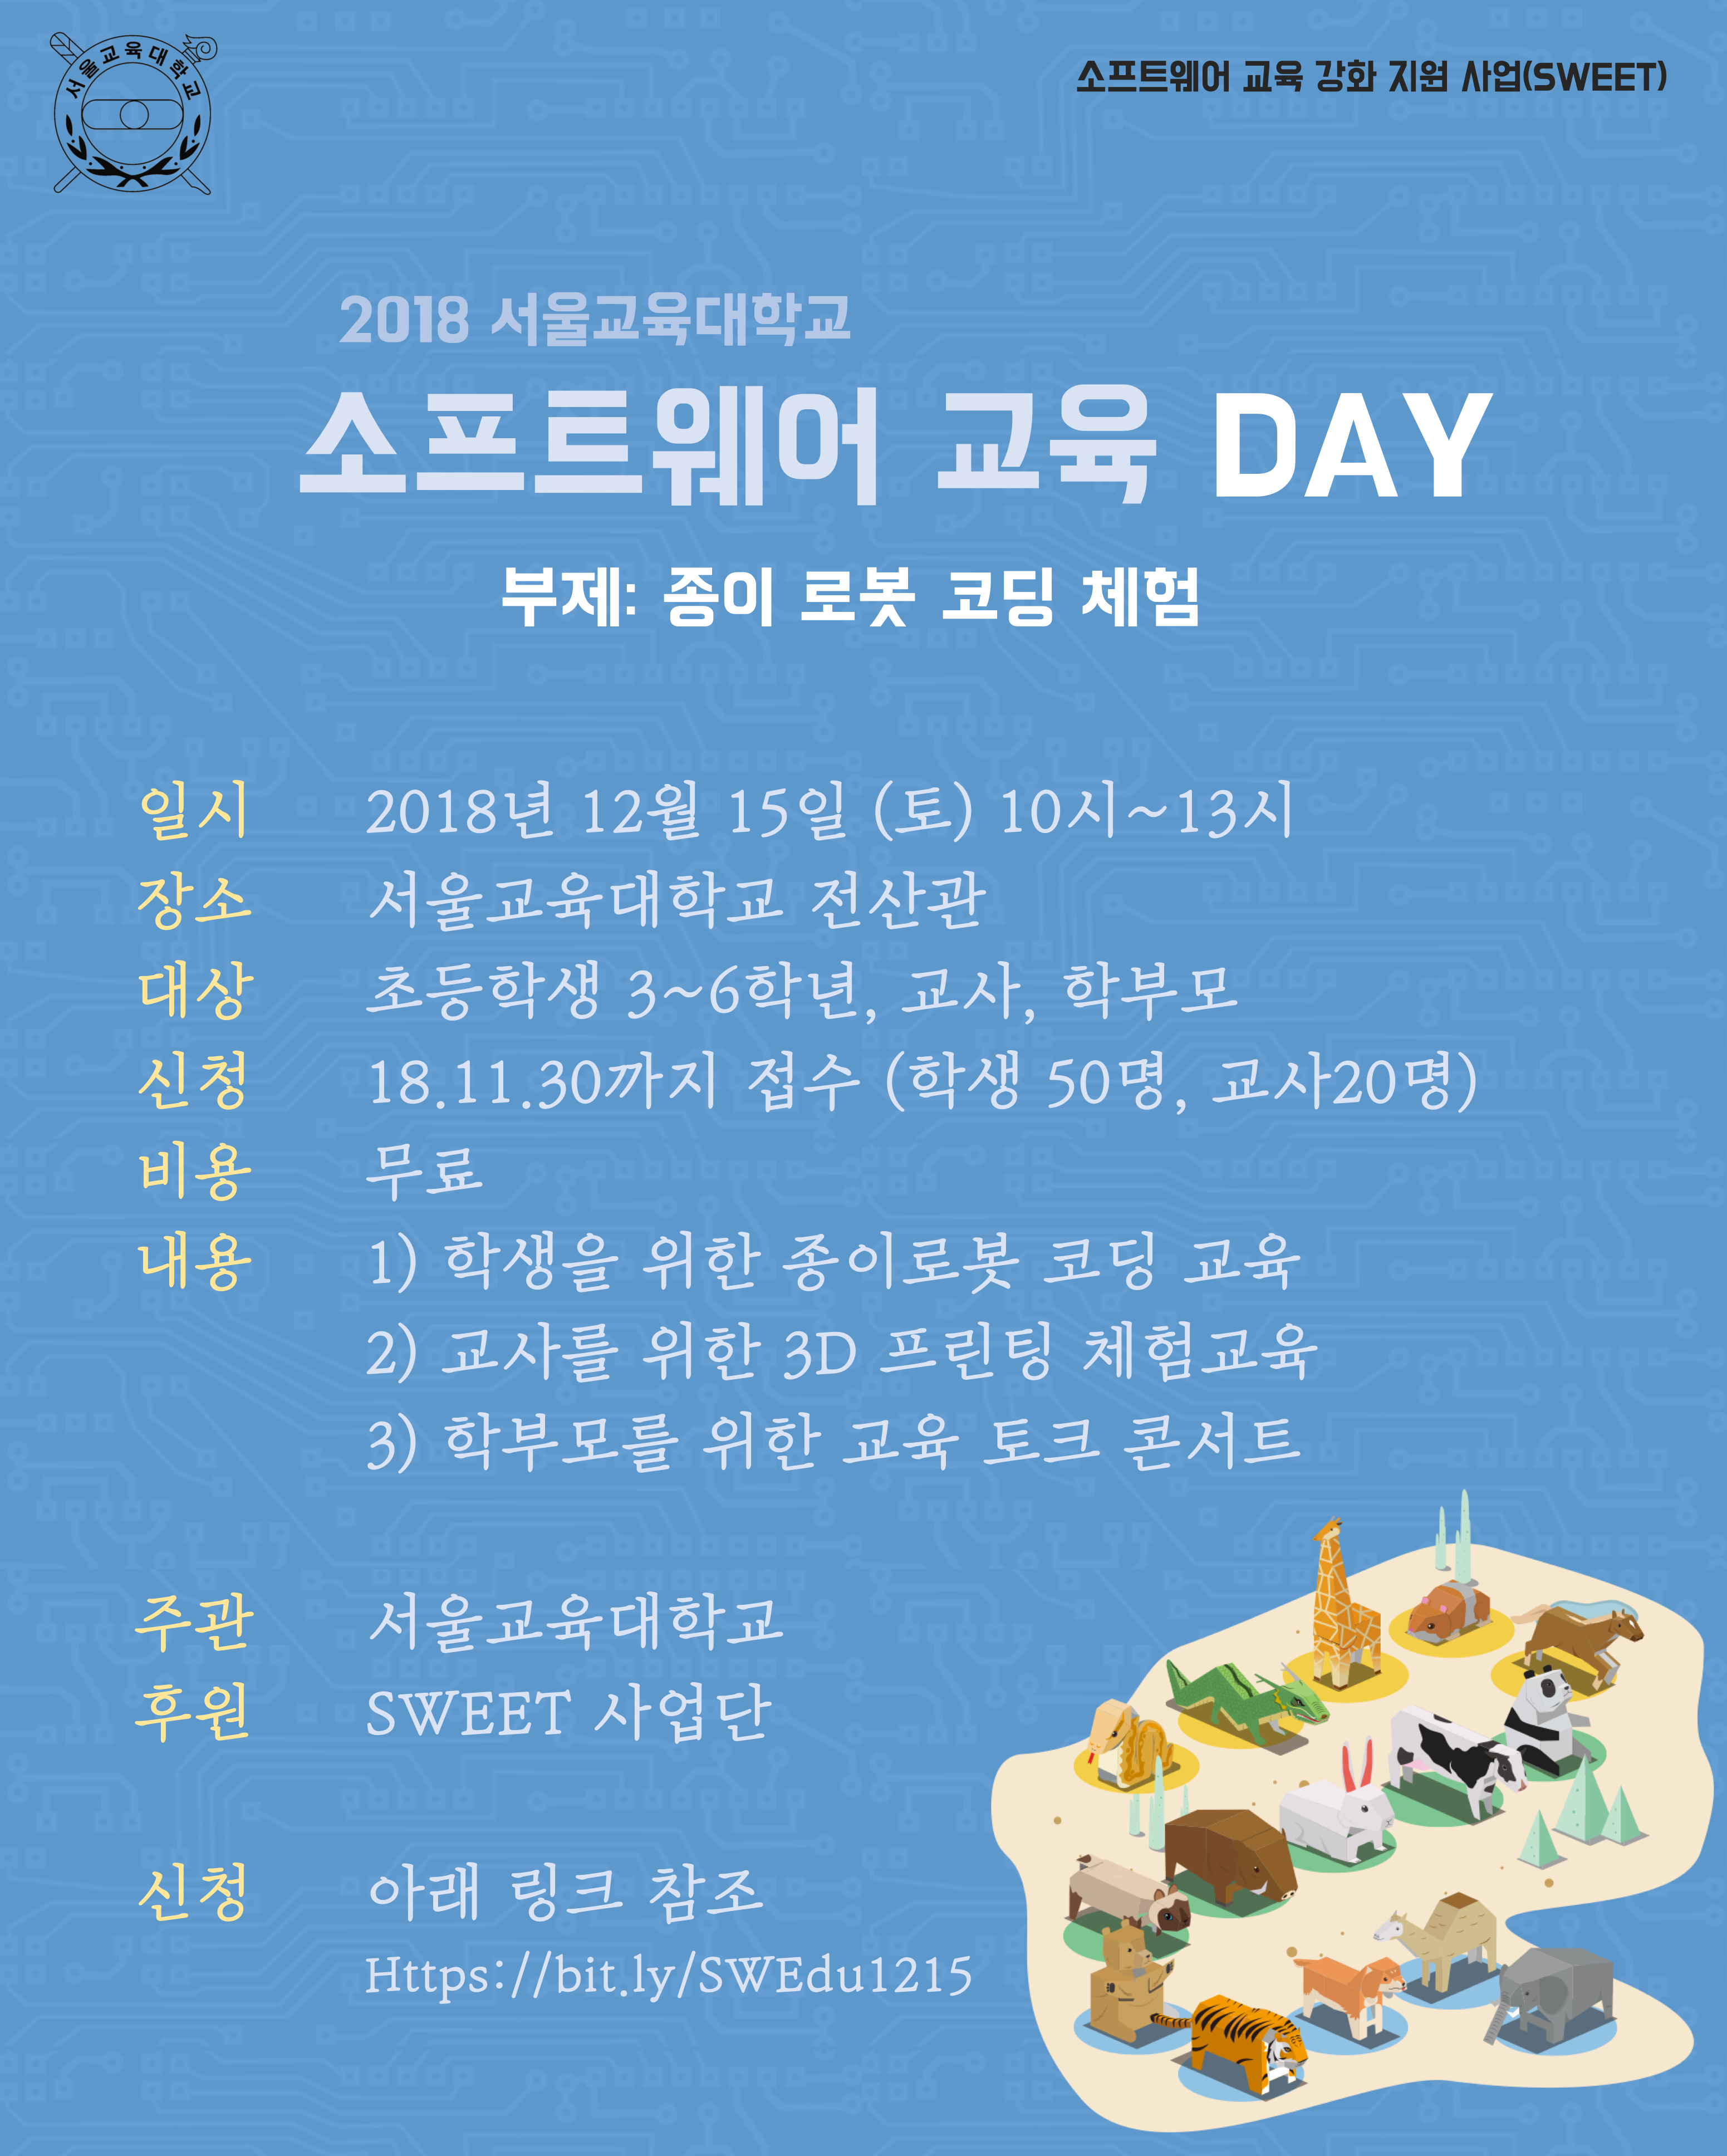 서울교육대학교
소프트웨어 교육 강화 지원 사업(SWEET)
2018 서울교육대학교
소프트웨어 교육 DAY
부제: 종이 로봇 코딩 체험
일시 2018년 12월 15일 (토) 10시~13시
장소 서울교육대학교 전산관
대상 초등학생 3~6학년, 교사, 학부모
신청 18.11.30까지 접수 (학생 50명, 교사20명)
비용 무료
내용 1) 학생을 위한 종이로봇 코딩 교육
2) 교사를 위한 3D 프린팅 체험교육
3) 학부모를 위한 교육 토크 콘서트
주관 서울교육대학교
후원 SWEET 사업단
신청 아래 링크 참조
Https://bit.ly/SWEdu1215